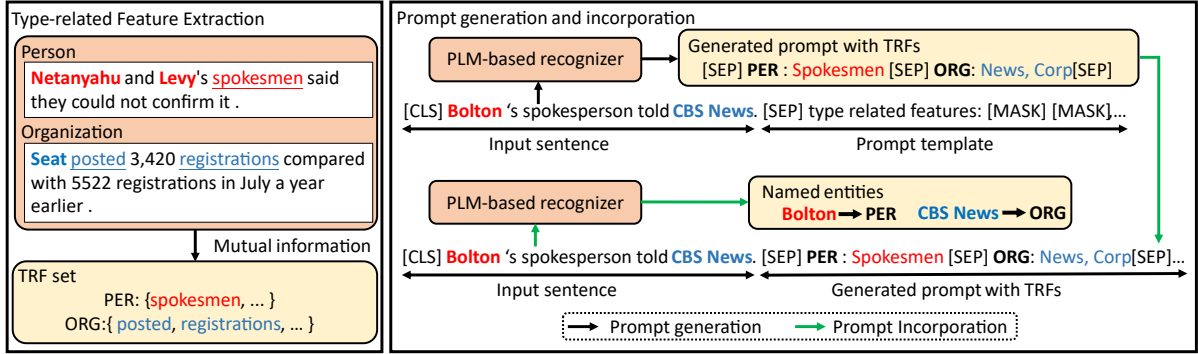 Type-related Feature Extraction
Person
Netanyahu and Levy's spokesmen said
they could not confirm it .
Organization
Seat posted 3,420 registrations compared
with 5522 registrations in July a year
earlier .
Mutual information
TRF set
PER: {spokesmen, ... }
ORG:{ posted, registrations, ... }
Prompt generation and incorporation
PLM-based recognizer
Generated prompt with TRFs
[SEP] PER : Spokesmen [SEP] ORG: News, Corp[SEP]
[CLS] Bolton 's spokesperson told CBS News. [SEP] type related features: [MASK] [MASK],...
Input sentence
Prompt template
PLM-based recognizer
Named entities
Bolton PER CBS News ORG
[CLS] Bolton 's spokesperson told CBS News. [SEP] PER : Spokesmen [SEP] ORG: News, Corp[SEP]...
Input sentence
Generated prompt with TRFs
Prompt generation
Prompt Incorporation